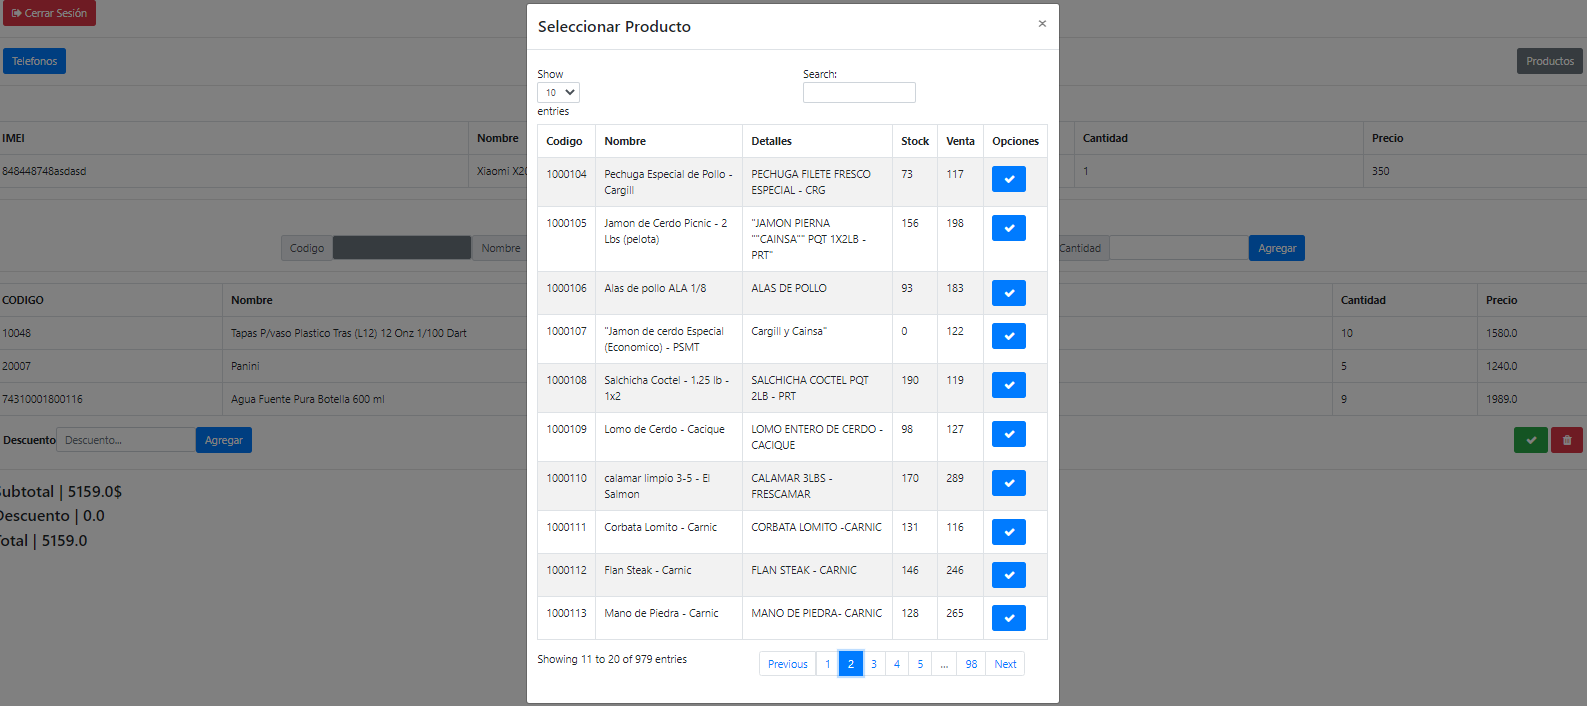 Cerrar Sesión
Telefonos
Productos
IMEI Nombre Cantidad Precio
848448748asdasd Xiaomi X20 1 350
Codigo Nombre Cantidad Agregar
CODIGO Nombre Cantidad Precio
10048 Tapas P/vaso Plastico Tras (L12) 12 Onz 1/100 Dart 10 1580.0
20007 Panini 5 1240.0
74310001800116 Agua Fuente Pura Botella 600 ml 9 1989.0
Descuento Descuento... Agregar
Subtotal | 5159.0$
Descuento | 0.0
Total | 5159.0
Seleccionar Producto ×
Show
10
entries
Search:
Codigo Nombre Detalles Stock Venta Opciones
1000104 Pechuga Especial de Pollo - PECHUGA FILETE FRESCO 73 117
Cargill ESPECIAL - CRG
1000105 Jamon de Cerdo Picnic - 2 "JAMON PIERNA 156 198
Lbs (pelota) ""CAINSA"" PQT 1X2LB -
PRT"
1000106 Alas de pollo ALA 1/8 ALAS DE POLLO 93 183
1000107 "Jamon de cerdo Especial Cargill y Cainsa" 0 122
(Economico) - PSMT
1000108 Salchicha Coctel - 1.25 lb - SALCHICHA COCTEL PQT 190 119
1x2 2LB - PRT
1000109 Lomo de Cerdo - Cacique LOMO ENTERO DE CERDO - 98 127
CACIQUE
1000110 calamar limpio 3-5 - El CALAMAR 3LBS - 170 289
Salmon FRESCAMAR
1000111 Corbata Lomito - Carnic CORBATA LOMITO -CARNIC 131 116
1000112 Flan Steak - Carnic FLAN STEAK - CARNIC 146 246
1000113 Mano de Piedra - Carnic MANO DE PIEDRA- CARNIC 128 265
Showing 11 to 20 of 979 entries
Previous 1 2 3 4 5 ... 98 Next